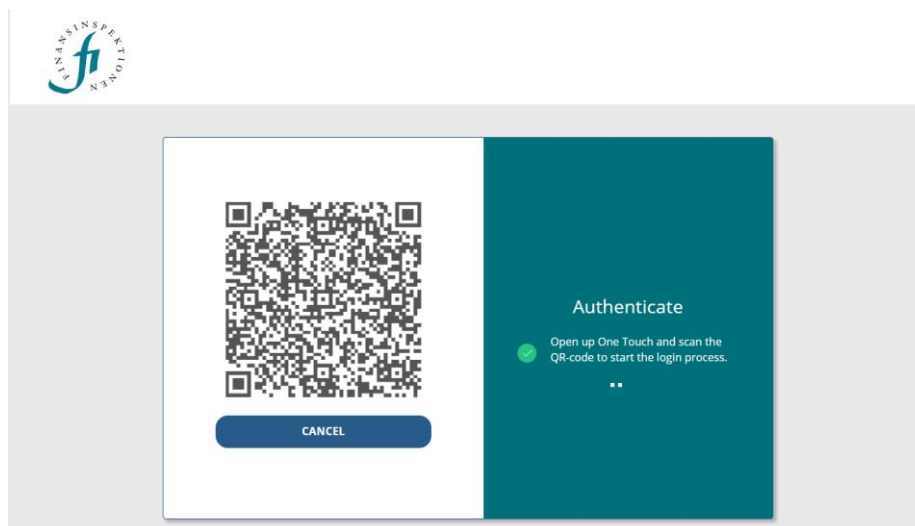 FINANSINSPEKTIONEN
fi
Authenticate
Open up One Touch and scan the
QR-code to start the login process.
CANCEL